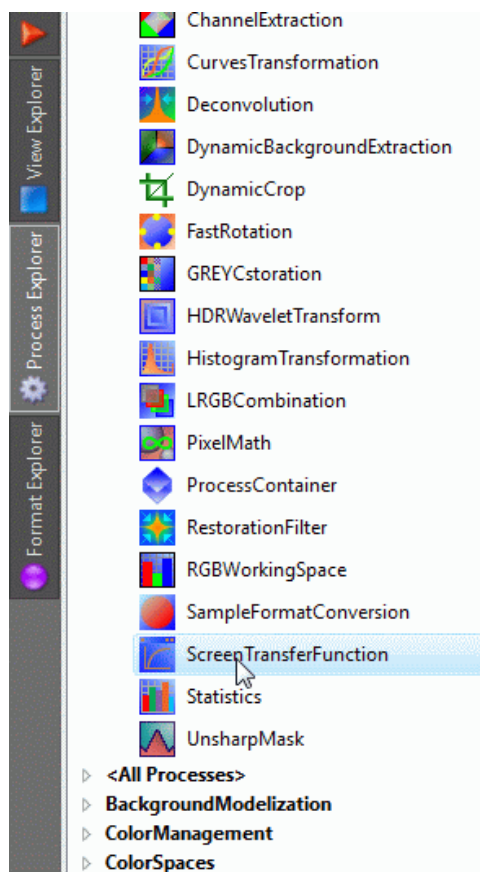 View Explorer
Process Explorer
Format Explorer
ChannelExtraction
CurvesTransformation
Deconvolution
DynamicBackgroundExtraction
DynamicCrop
FastRotation
GREYCstoration
HDRWaveletTransform
HistogramTransformation
LRGBCombination
PixelMath
ProcessContainer
RestorationFilter
RGBWorkingSpace
SampleFormatConversion
ScreenTransferFunction
Statistics
UnsharpMask
<All Processes>
BackgroundModelization
ColorManagement
ColorSpaces